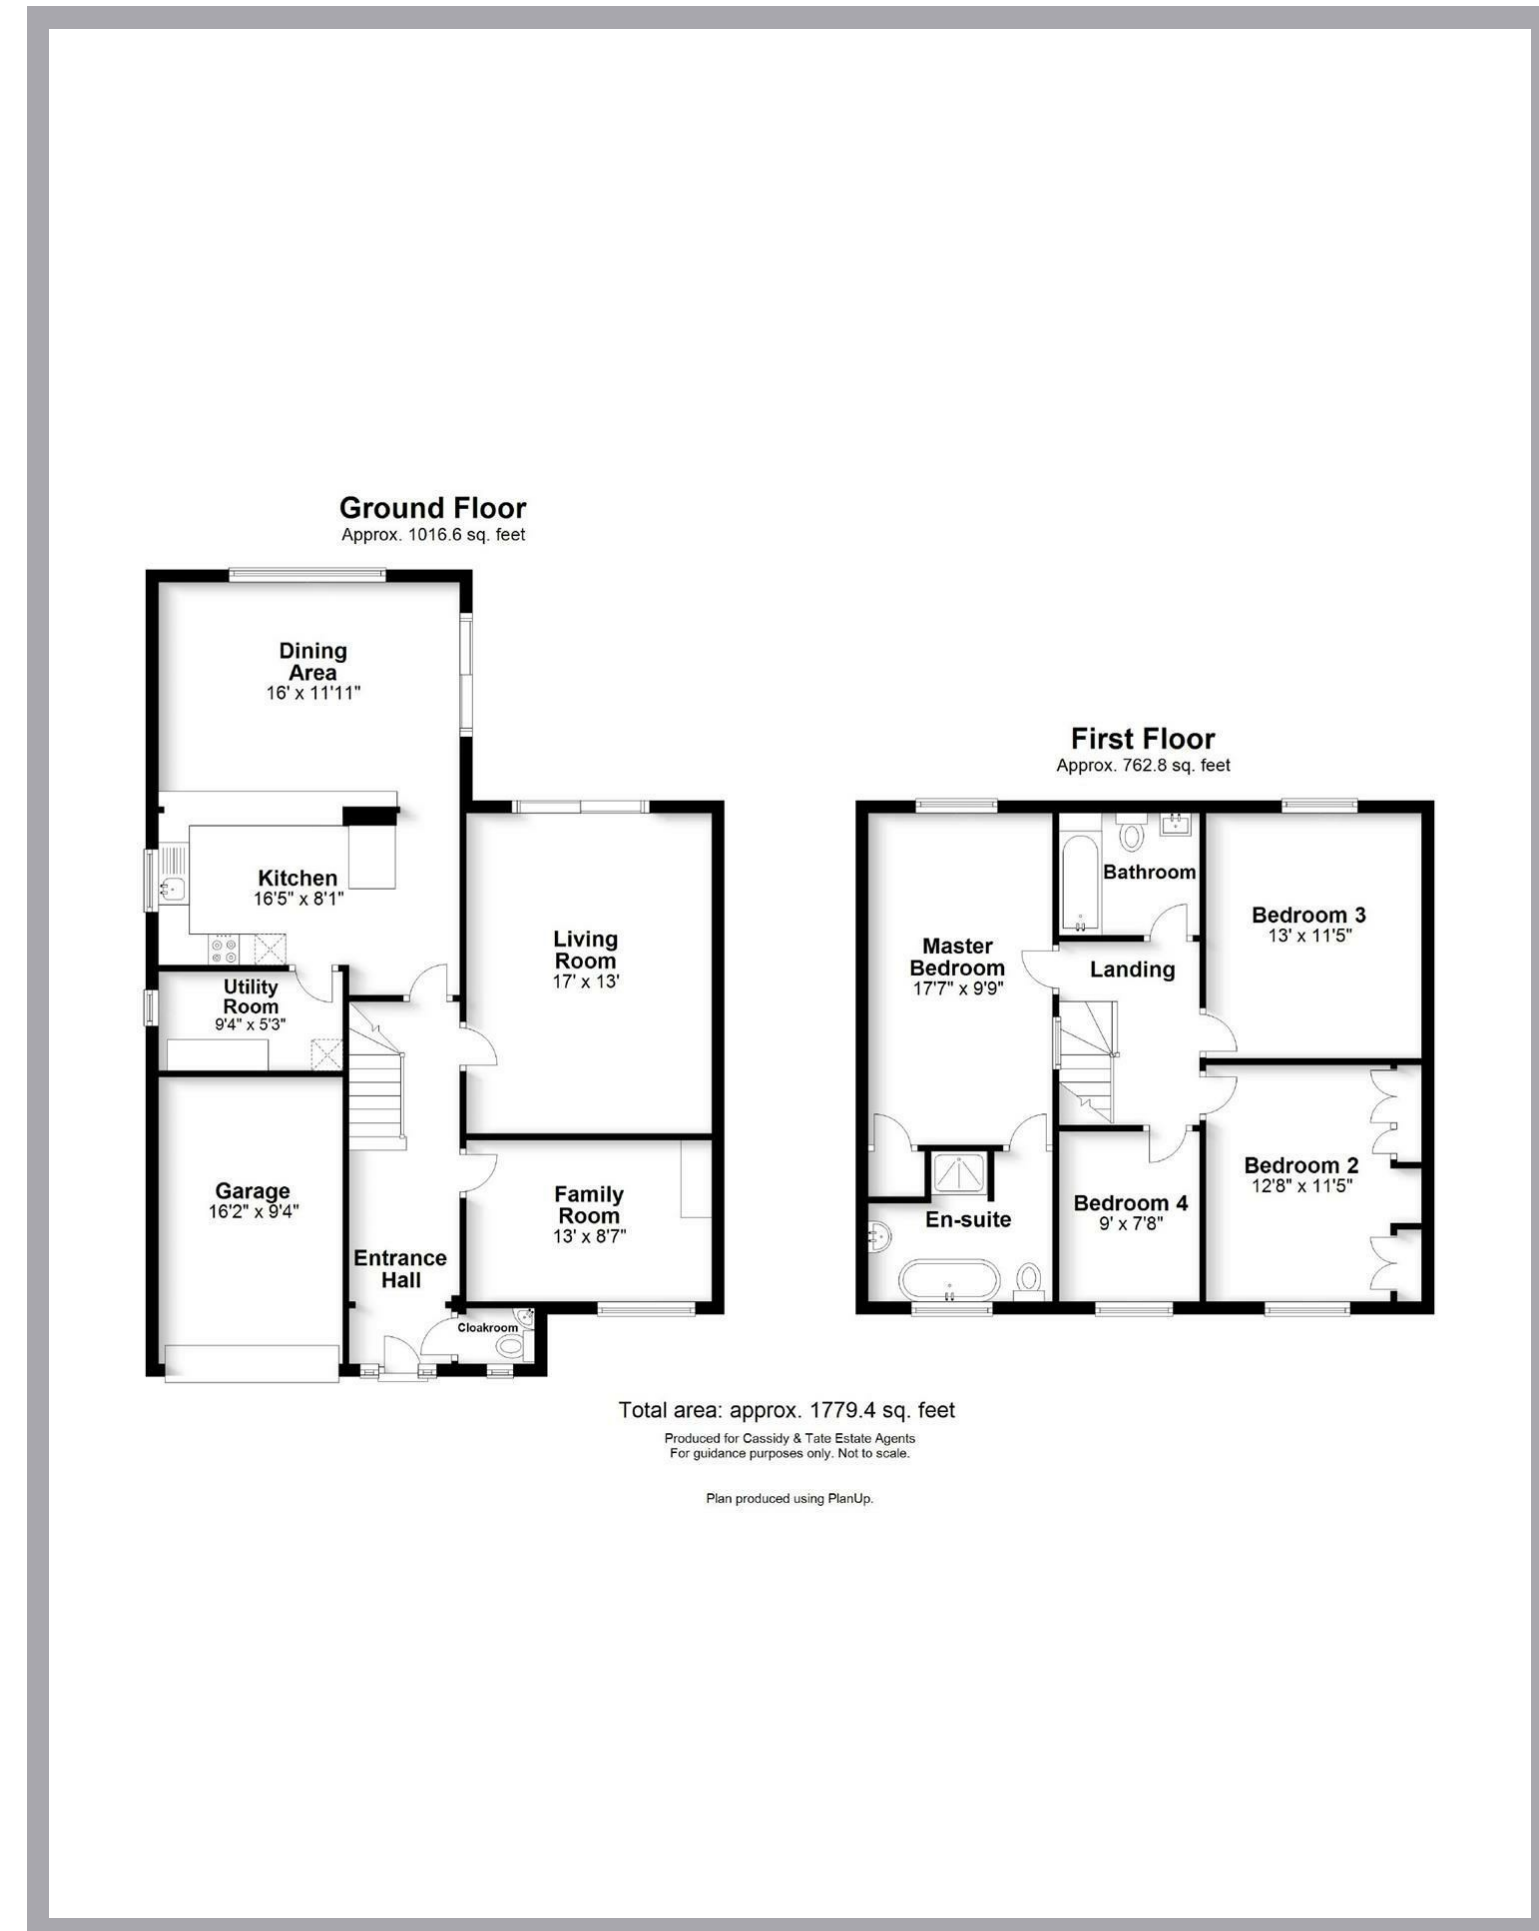 Ground Floor
Approx. 1016.6 sq. feet
Dining
Area
16' x 11'11"
Kitchen
16'5" x 8'1"
Utility
Room
9'4" x 5'3"
Living
Room
17' x 13'
Garage
16'2" x 9'4"
Family
Room
13' x 8'7"
Entrance
Hall
Cloakroom
First Floor
Approx. 762.8 sq. feet
Bathroom
Bedroom 3
13' x 11'5"
Master
Bedroom
17'7" x 9'9"
Landing
Bedroom 2
12'8" x 11'5"
Bedroom 4
9' x 7'8"
En-suite
Total area: approx. 1779.4 sq. feet
Produced for Cassidy & Tate Estate Agents
For guidance purposes only. Not to scale.
Plan produced using PlanUp.